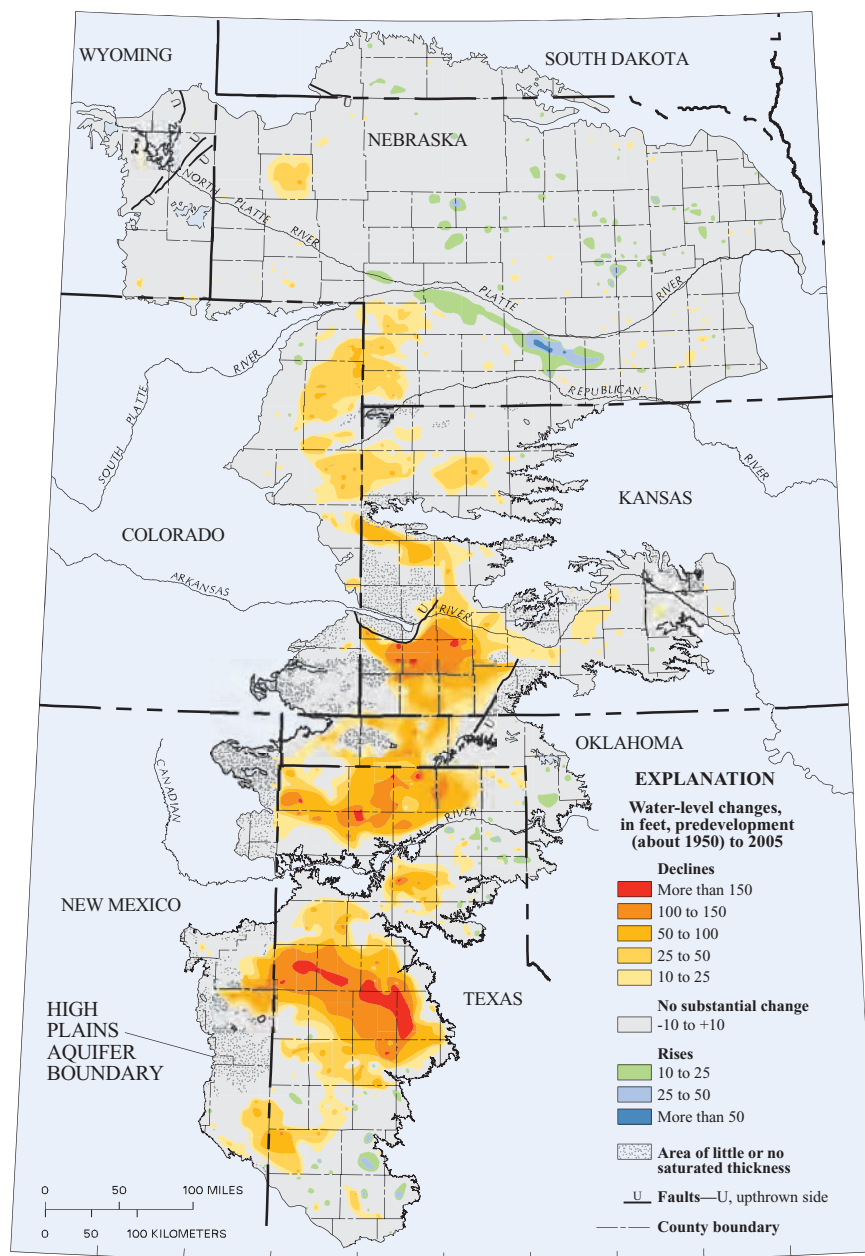 WYOMING
SOUTH DAKOTA
U
U
NEBRASKA
U
U
U
NORTH PLATTE RIVER
PLATTE RIVER
RIVER
SOUTH PLATTE
REPUBLICAN
RIVER
KANSAS
COLORADO
ARKANSAS
U
RIVER
OKLAHOMA
CANADIAN
RIVER
NEW MEXICO
TEXAS
HIGH
PLAINS
AQUIFER
BOUNDARY
EXPLANATION
Water-level changes,
in feet, predevelopment
(about 1950) to 2005
Declines
More than 150
100 to 150
50 to 100
25 to 50
10 to 25
No substantial change
-10 to +10
Rises
10 to 25
25 to 50
More than 50
Area of little or no
saturated thickness
U Faults—U, upthrown side
County boundary
0 50 100 MILES
0 50 100 KILOMETERS